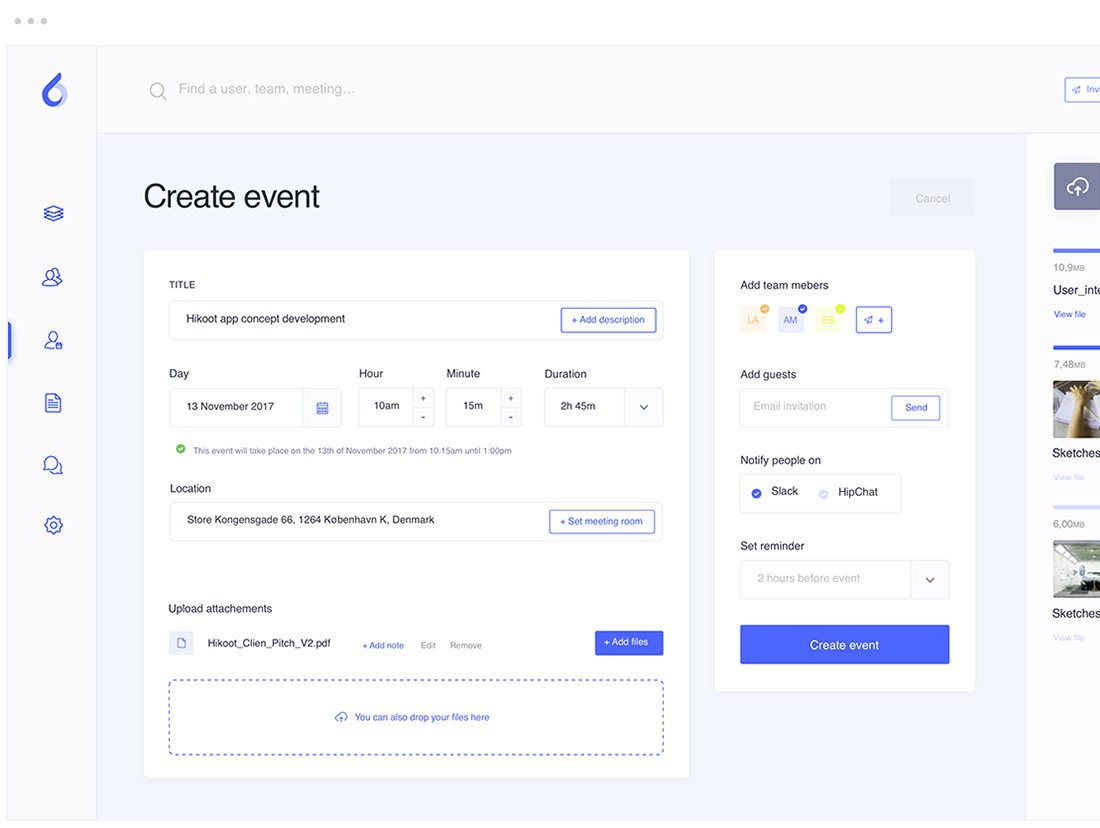 Find a user, team, meeting...
Invi
Create event
Cancel
TITLE
Hikoot app concept development
+ Add description
Day
Hour
Minute
Duration
13 November 2017
10am
+
-
15m
+
-
2h 45m
This event will take place on the 13th of November 2017 from 10:15am until 1:00pm
Location
Store Kongensgade 66, 1264 København K, Denmark
+ Set meeting room
Upload attachements
Hikoot_Clien_Pitch_V2.pdf
+ Add note
Edit
Remove
+ Add files
You can also drop your files here
Add team mebers
LA
AM
ES
+
Add guests
Email invitation
Send
Notify people on
Slack
HipChat
Set reminder
2 hours before event
Create event
10,9MB
User_inte
View file
7,48MB
Sketches
View file
6,00MB
Sketches
View file